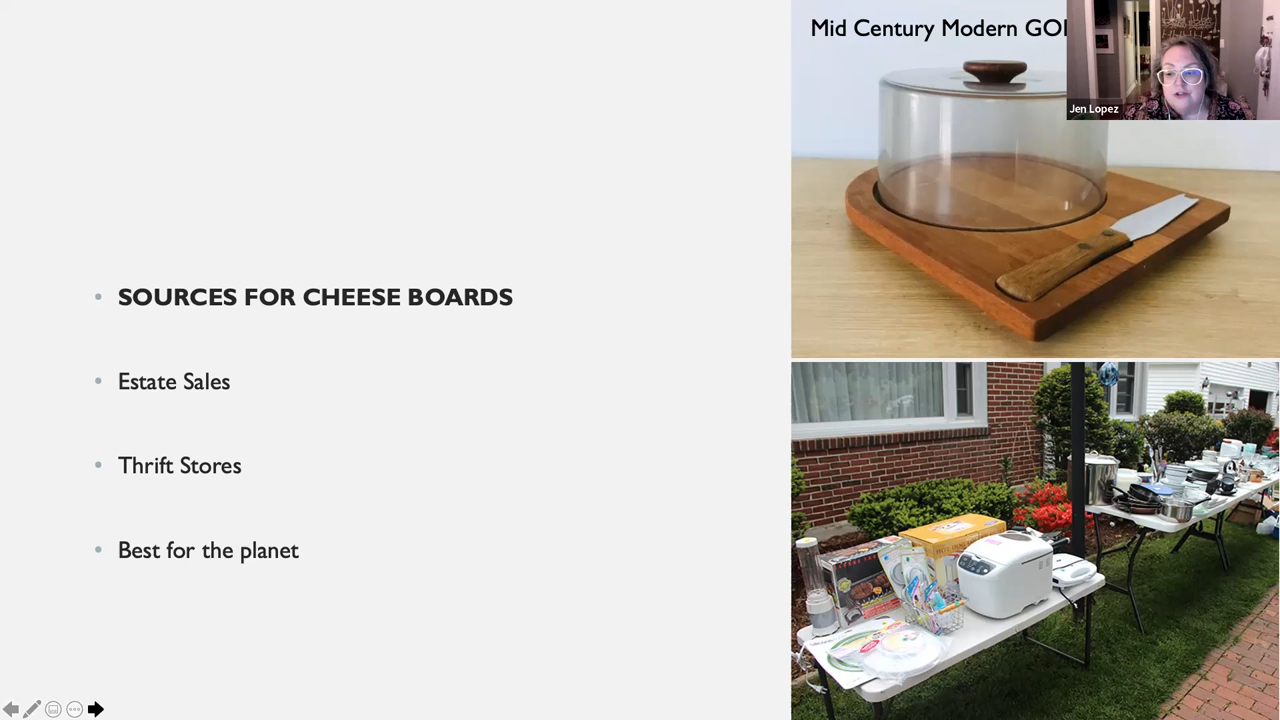 Mid Century Modern GO
Jen Lopez
• SOURCES FOR CHEESE BOARDS
• Estate Sales
• Thrift Stores
• Best for the planet